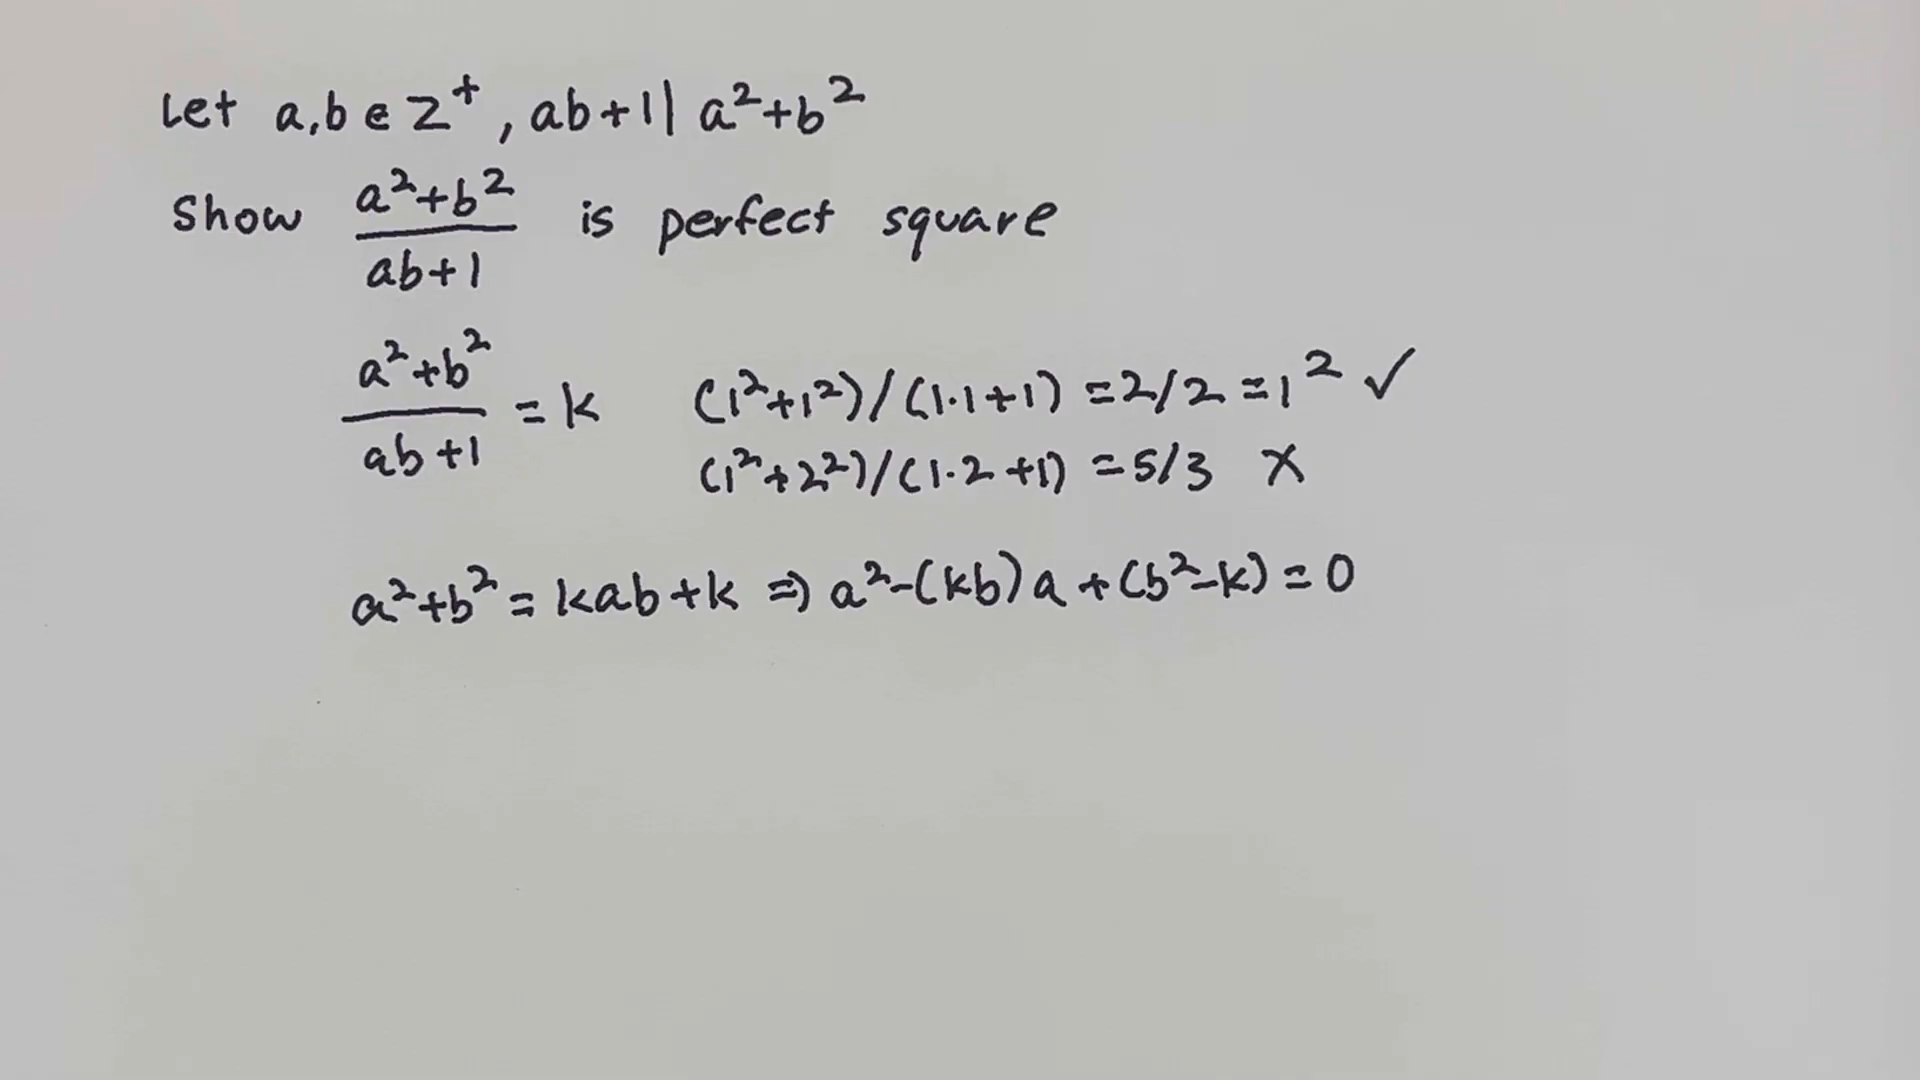 Let a,b ∈ Z⁺, ab+1| a²+b²
Show (a²+b²)/(ab+1) is perfect square
(a²+b²)/(ab+1) = k (1²+1²)/(1·1+1) = 2/2 = 1² ✓
(1²+2²)/(1·2+1) = 5/3 X
a²+b² = kab+k ⇒ a²-(kb)a+(b²-k)=0